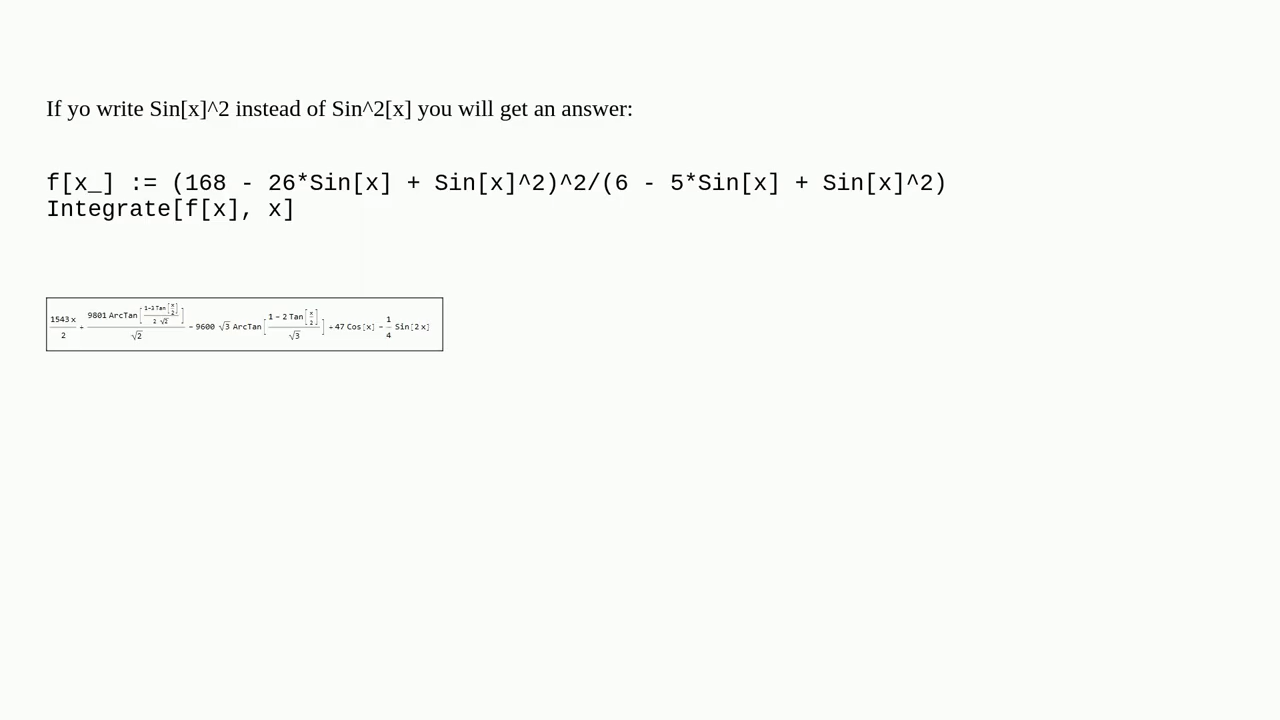 If yo write Sin[x]^2 instead of Sin^2[x] you will get an answer:
f[x_] := (168 - 26*Sin[x] + Sin[x]^2)^2/(6 - 5*Sin[x] + Sin[x]^2)
Integrate[f[x], x]
1543 x / 2 + 9801 ArcTan[(1-3 Tan[x/2]) / (2 √2)] / √2 - 9600 √3 ArcTan[(1 - 2 Tan[x/2]) / √3] + 47 Cos[x] - 1/4 Sin[2 x]